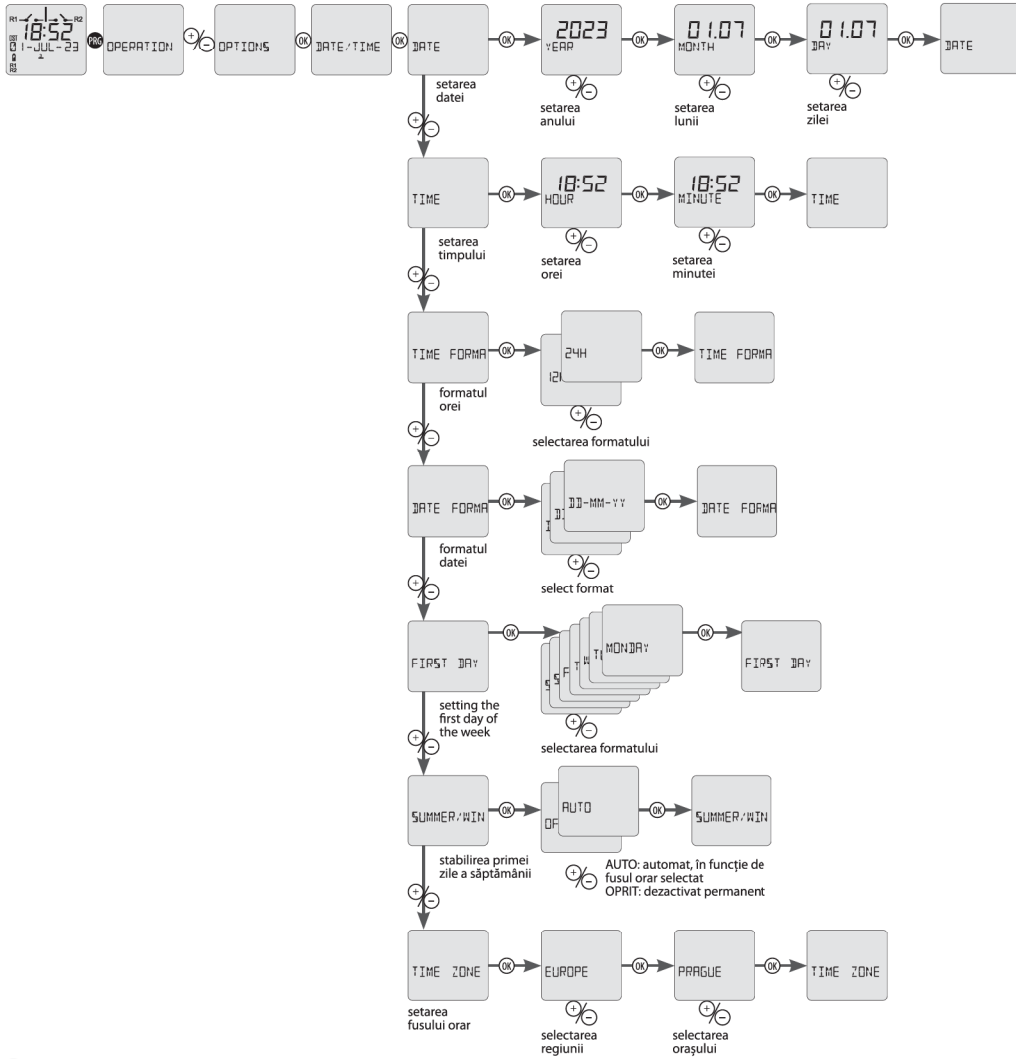 R1 R2
18:52
1-JUL-23
R1
R2
PRG
OPERATION
+
−
OPTIONS
OK
DATE/TIME
OK
DATE
OK
2023
YEAR
OK
01.07
MONTH
OK
01.07
DAY
OK
DATE
setarea
datei
+
−
setarea
anului
+
−
setarea
lunii
+
−
setarea
zilei
+
−
TIME
OK
18:52
HOUR
OK
18:52
MINUTE
OK
TIME
setarea
timpului
+
−
setarea
orei
+
−
setarea
minutei
+
−
TIME FORMA
OK
24H
12H
OK
TIME FORMA
formatul
orei
+
−
selectarea formatului
+
−
DATE FORMA
OK
DD-MM-YY
OK
DATE FORMA
formatul
datei
+
−
select format
+
−
FIRST DAY
OK
MONDAY
OK
FIRST DAY
setting the
first day of
the week
+
−
selectarea formatului
SUMMER/WIN
OK
AUTO
OF
OK
SUMMER/WIN
stabilirea primei
zile a săptămânii
+
−
AUTO: automat, în funcție de
fusul orar selectat
OPRIT: dezactivat permanent
+
−
TIME ZONE
OK
EUROPE
OK
PRAGUE
OK
TIME ZONE
setarea
fusului orar
+
−
selectarea
regiunii
+
−
selectarea
orașului